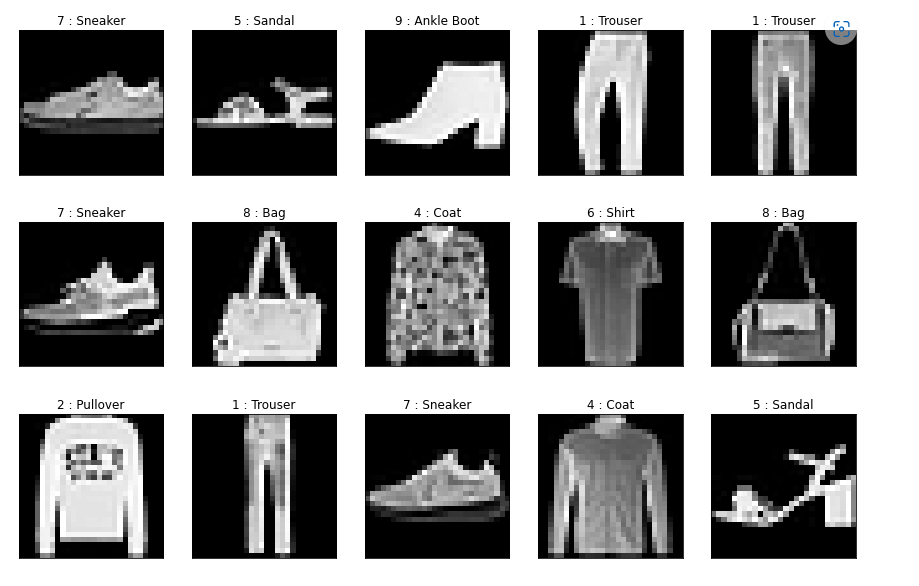 7 : Sneaker
5 : Sandal
9 : Ankle Boot
1 : Trouser
1 : Trouser
7 : Sneaker
8 : Bag
4 : Coat
6 : Shirt
8 : Bag
2 : Pullover
1 : Trouser
7 : Sneaker
4 : Coat
5 : Sandal